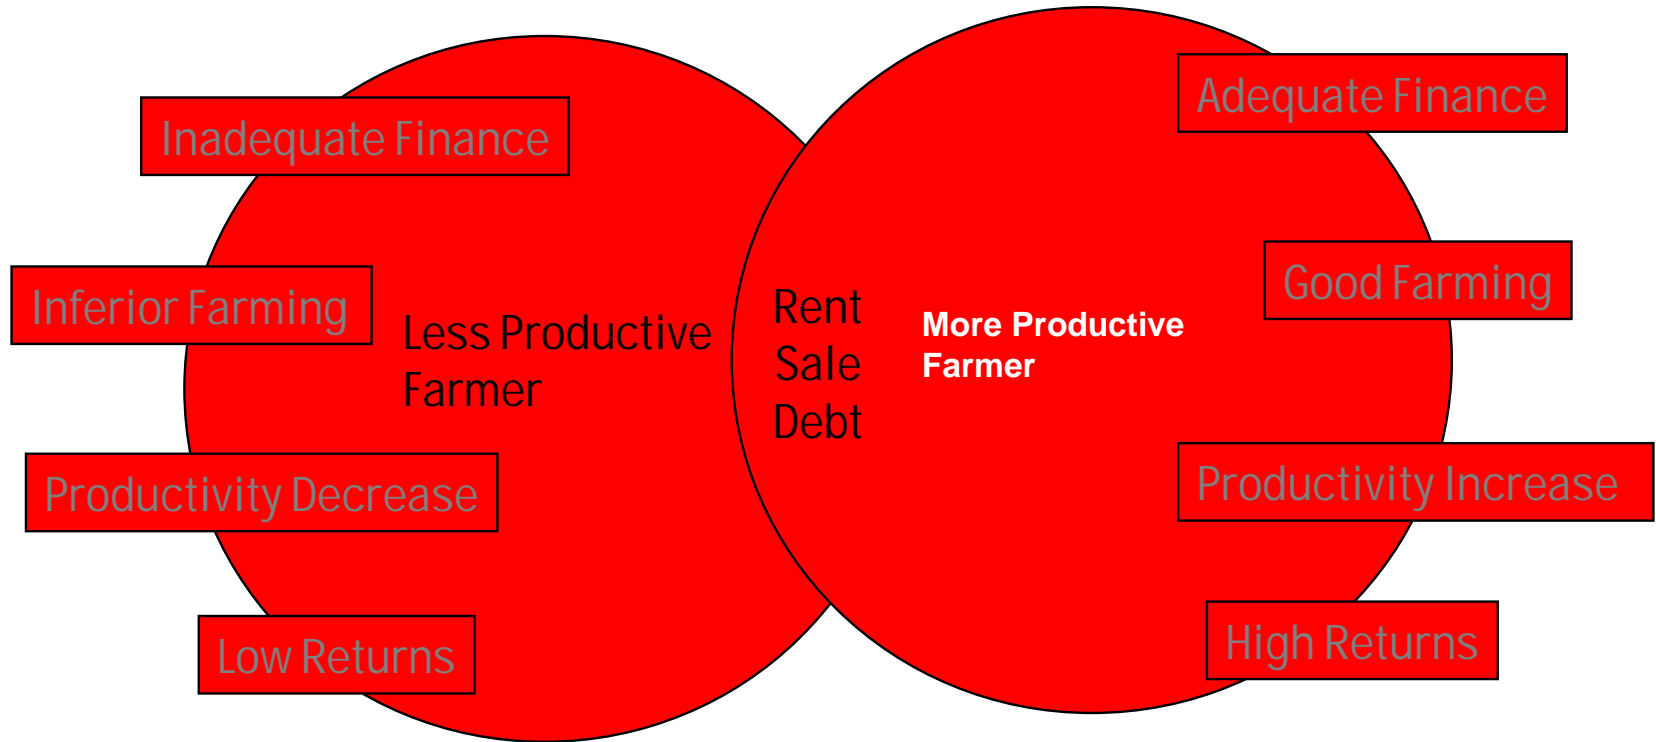 Inadequate Finance
Inferior Farming
Less Productive
Farmer
Productivity Decrease
Low Returns
Rent
Sale
Debt
More Productive
Farmer
Adequate Finance
Good Farming
Productivity Increase
High Returns